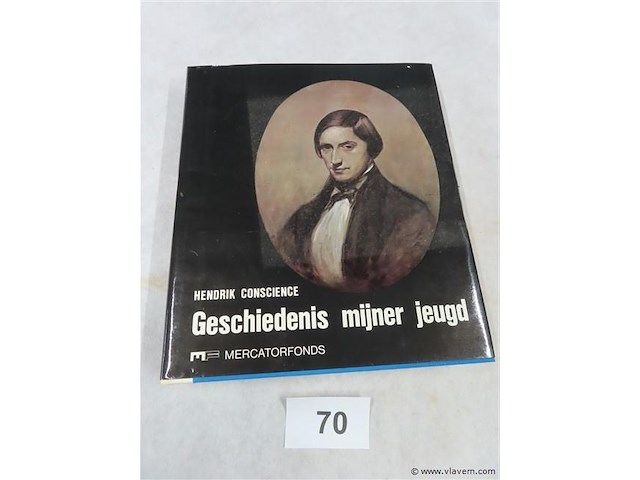 HENDRIK CONSCIENCE
Geschiedenis mijner jeugd
MERCATORFONDS
70
© www.vlavem.com